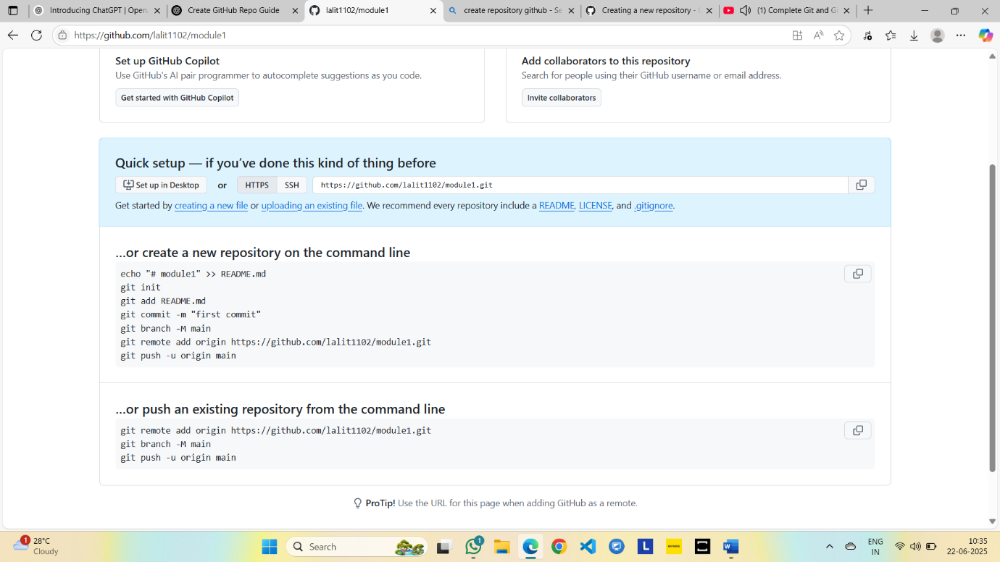 Introducing ChatGPT | Open
Create GitHub Repo Guide
lalit1102/module1
create repository github - Se
Creating a new repository -
(1) Complete Git and G
https://github.com/lalit1102/module1
Set up GitHub Copilot
Use GitHub's AI pair programmer to autocomplete suggestions as you code.
Get started with GitHub Copilot
Add collaborators to this repository
Search for people using their GitHub username or email address.
Invite collaborators
Quick setup — if you've done this kind of thing before
Set up in Desktop or HTTPS SSH https://github.com/lalit1102/module1.git
Get started by creating a new file or uploading an existing file. We recommend every repository include a README, LICENSE, and .gitignore.
...or create a new repository on the command line
echo "# module1" >> README.md
git init
git add README.md
git commit -m "first commit"
git branch -M main
git remote add origin https://github.com/lalit1102/module1.git
git push -u origin main
...or push an existing repository from the command line
git remote add origin https://github.com/lalit1102/module1.git
git branch -M main
git push -u origin main
ProTip! Use the URL for this page when adding GitHub as a remote.
1
28°C
Cloudy
Search
1
L
ENG
IN
10:35
22-06-2025